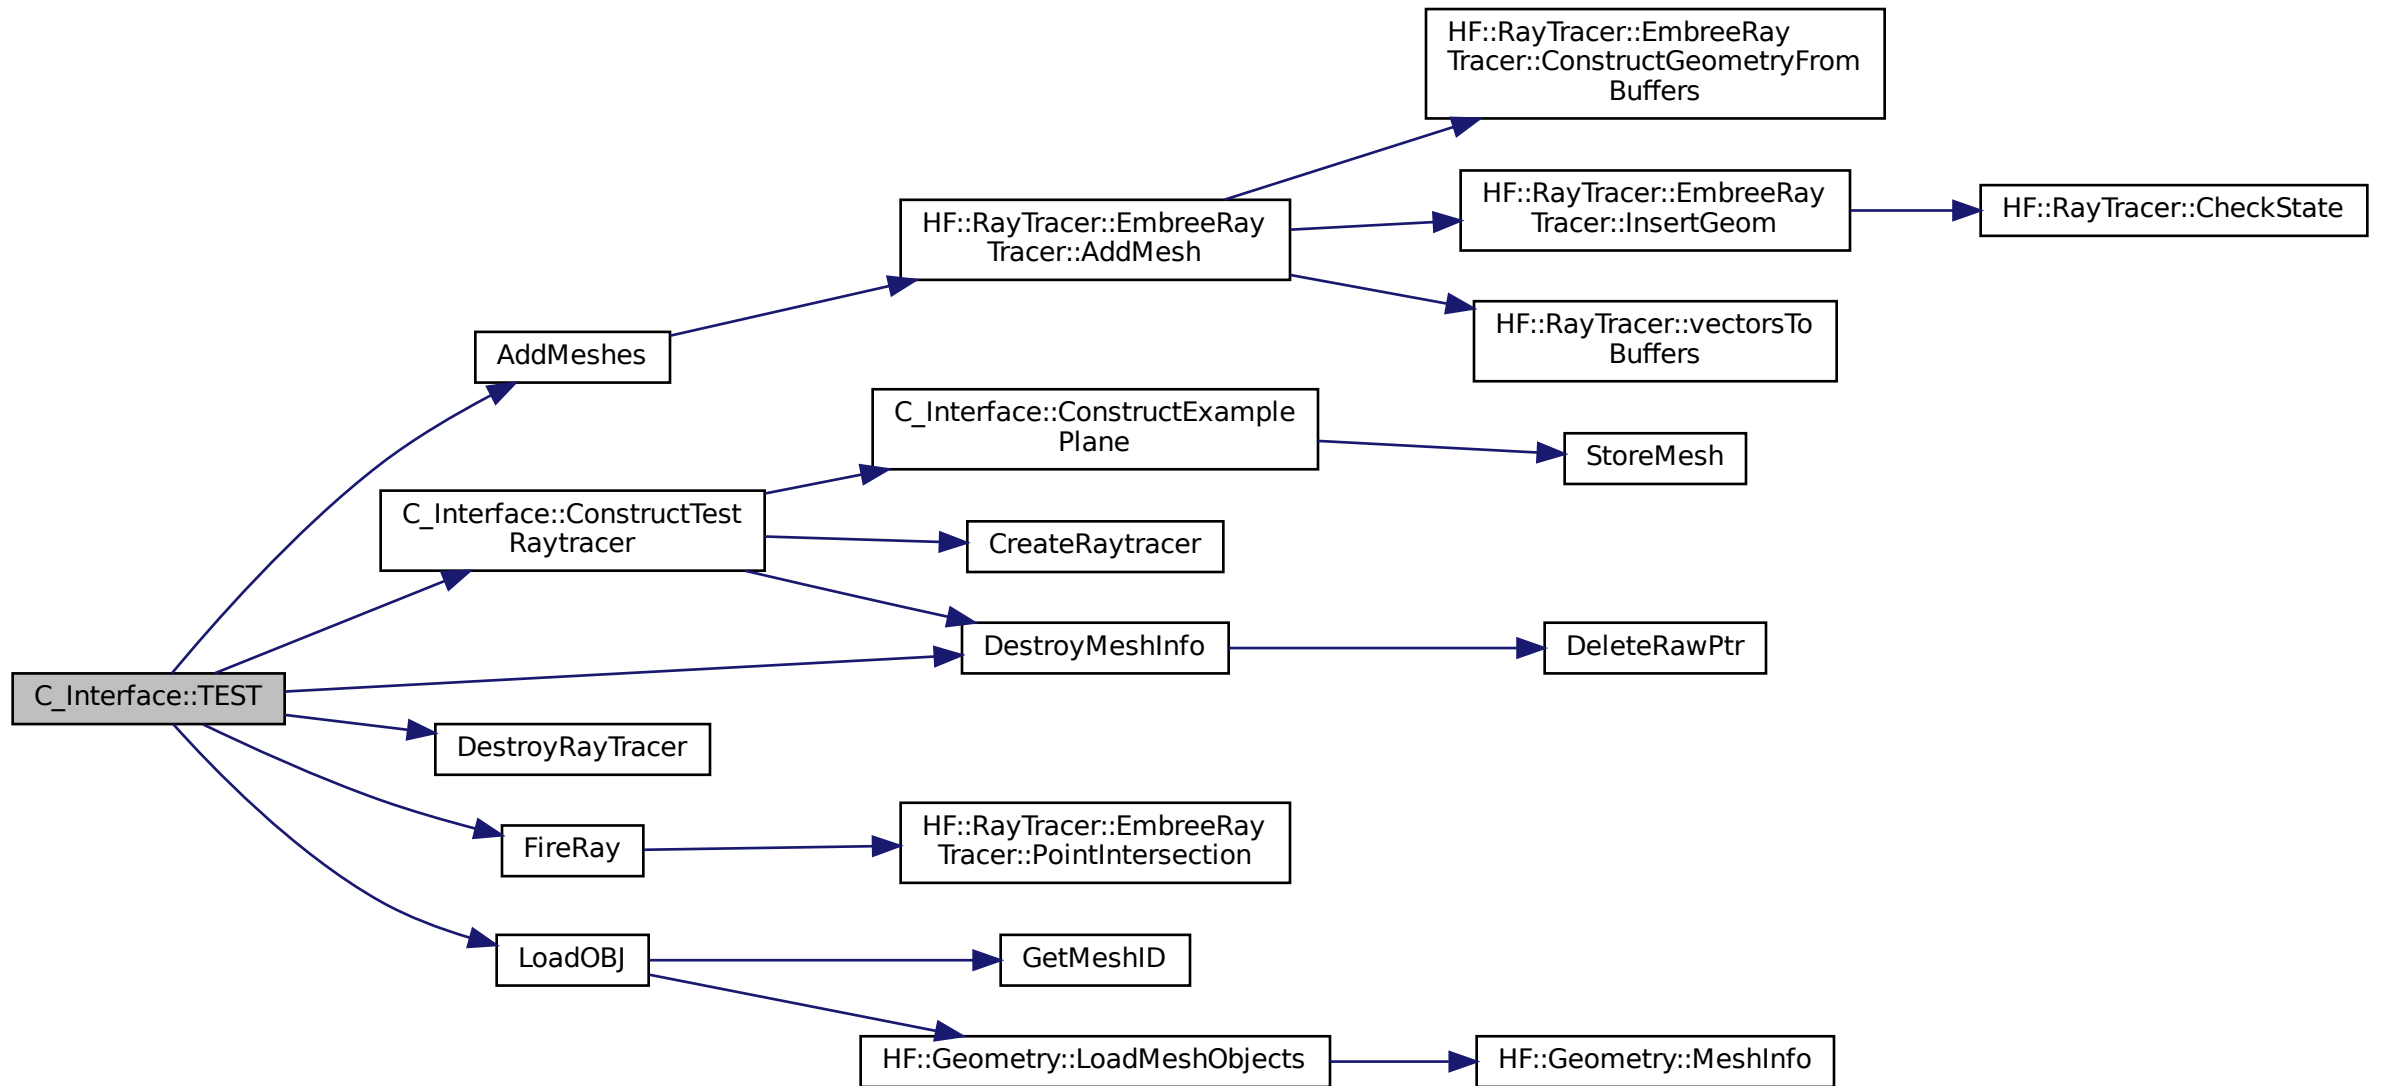 HF::RayTracer::EmbreeRay
Tracer::ConstructGeometryFrom
Buffers
HF::RayTracer::EmbreeRay
Tracer::InsertGeom
HF::RayTracer::CheckState
HF::RayTracer::EmbreeRay
Tracer::AddMesh
HF::RayTracer::vectorsTo
Buffers
AddMeshes
C_Interface::ConstructExample
Plane
StoreMesh
C_Interface::ConstructTest
Raytracer
CreateRaytracer
DestroyMeshInfo
DeleteRawPtr
C_Interface::TEST
DestroyRayTracer
FireRay
HF::RayTracer::EmbreeRay
Tracer::PointIntersection
LoadOBJ
GetMeshID
HF::Geometry::LoadMeshObjects
HF::Geometry::MeshInfo